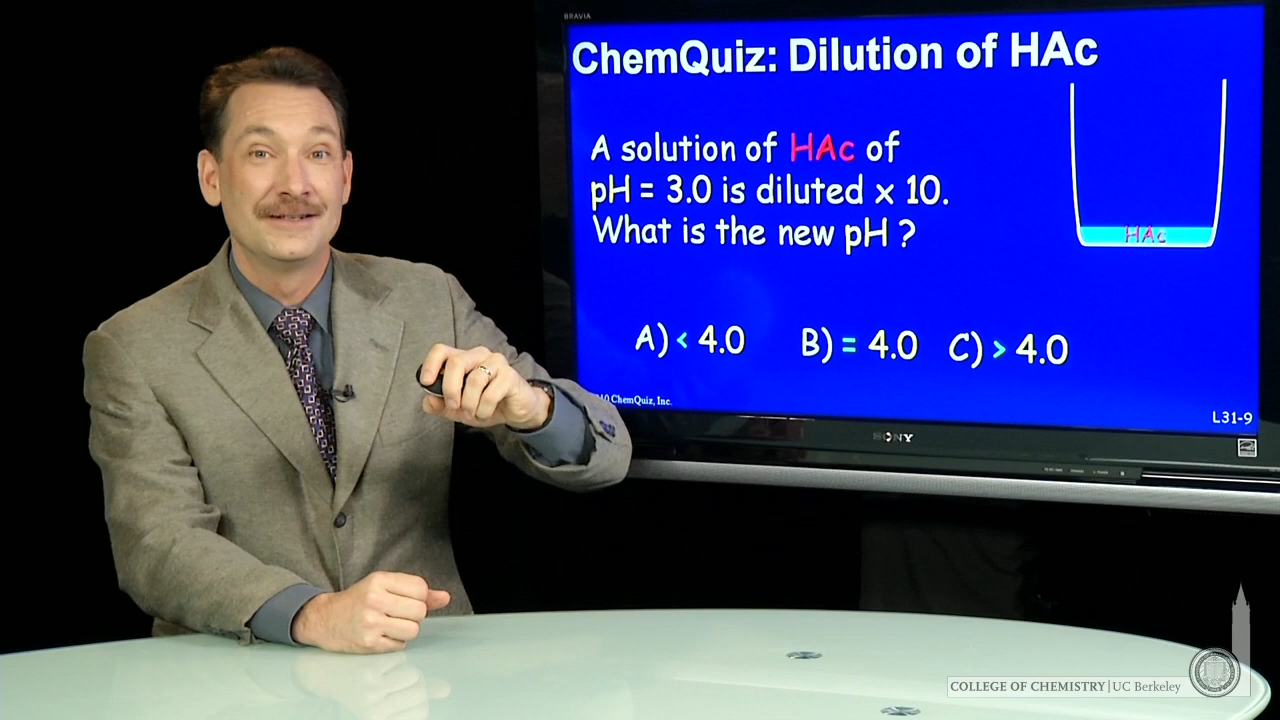 BRAVIA
ChemQuiz: Dilution of HAc
A solution of HAc of
pH = 3.0 is diluted x 10.
What is the new pH ?
HAc
A) < 4.0 B) = 4.0 C) > 4.0
ChemQuiz, Inc.
L31-9
SONY
COLLEGE OF CHEMISTRY | UC Berkeley